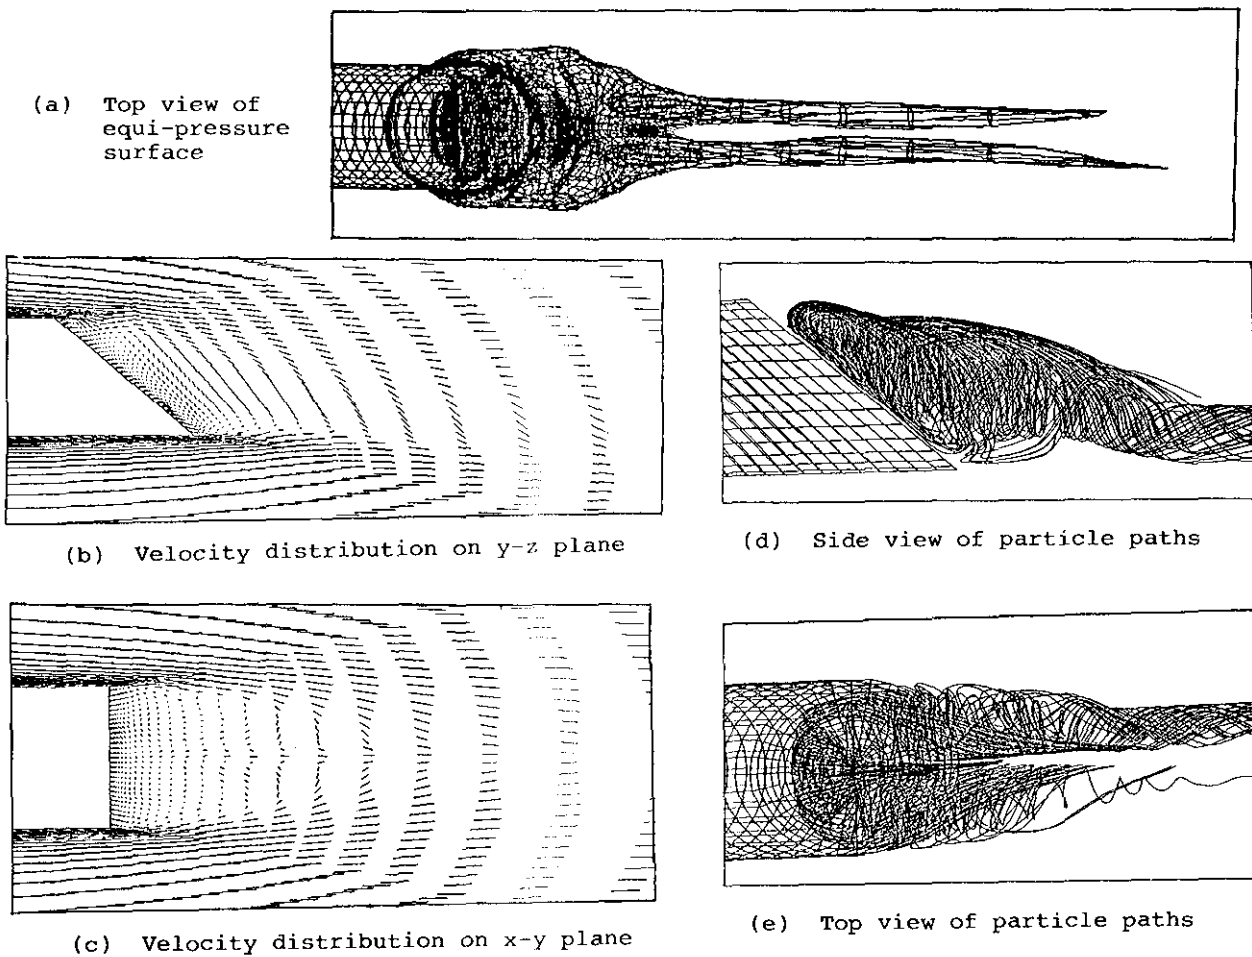 (a) Top view of
equi-pressure
surface
(b) Velocity distribution on y-z plane
(d) Side view of particle paths
(c) Velocity distribution on x-y plane
(e) Top view of particle paths